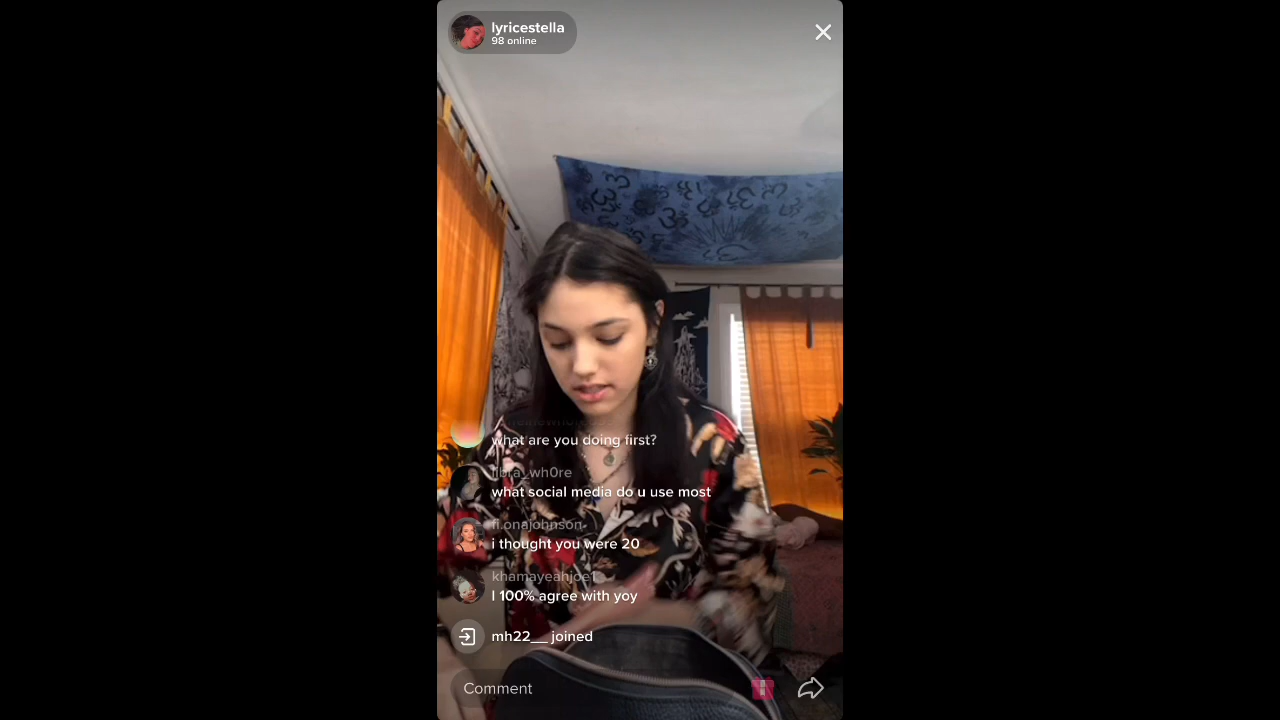 lyricestella
98 online
what are you doing first?
libra_wh0re
what social media do u use most
fi.onajohnson-
i thought you were 20
khamayeahjoe1
I 100% agree with yoy
mh22__ joined
Comment